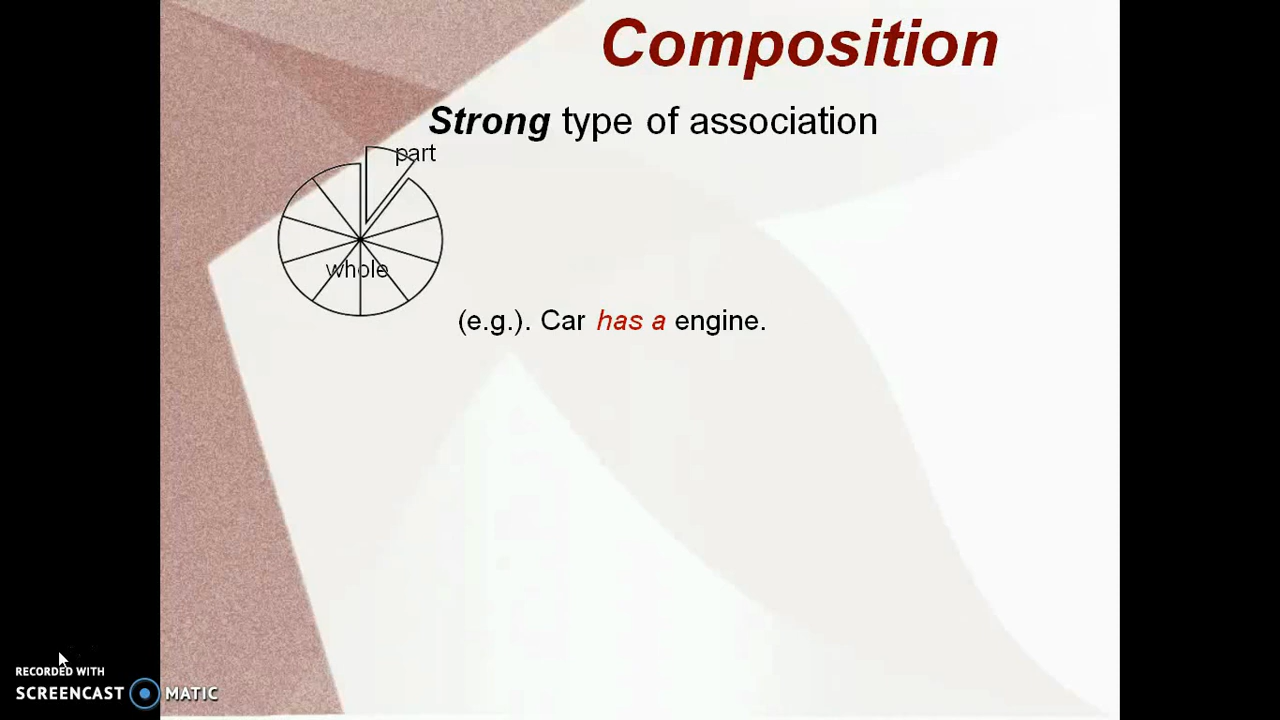 Composition
Strong type of association
part
whole
(e.g.). Car has a engine.
RECORDED WITH
SCREENCAST MATIC